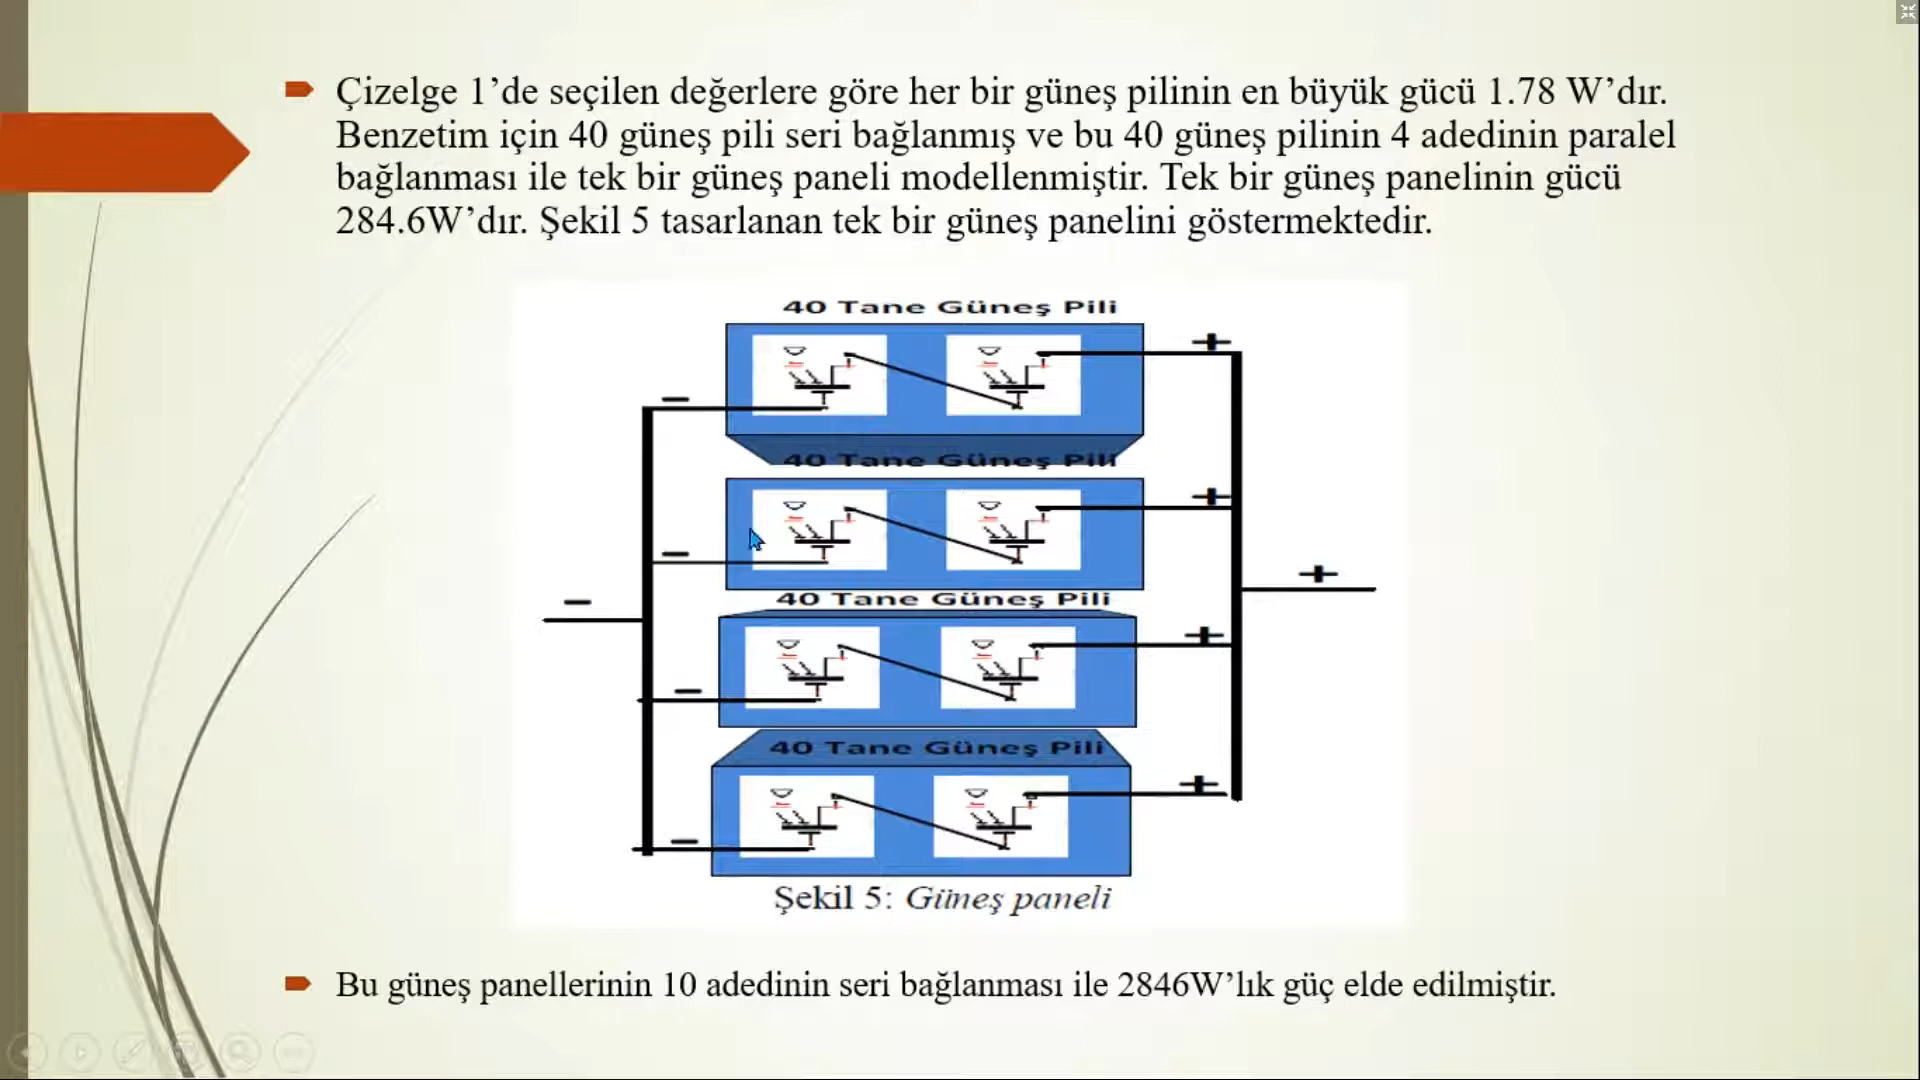 Çizelge 1’de seçilen değerlere göre her bir güneş pilinin en büyük gücü 1.78 W’dır.
Benzetim için 40 güneş pili seri bağlanmış ve bu 40 güneş pilinin 4 adedinin paralel
bağlanması ile tek bir güneş paneli modellenmiştir. Tek bir güneş panelinin gücü
284.6W’dır. Şekil 5 tasarlanan tek bir güneş panelini göstermektedir.
40 Tane Güneş Pili
+
−
40 Tane Güneş Pili
+
−
+
−
40 Tane Güneş Pili
+
−
40 Tane Güneş Pili
+
−
Şekil 5: Güneş paneli
Bu güneş panellerinin 10 adedinin seri bağlanması ile 2846W’lık güç elde edilmiştir.